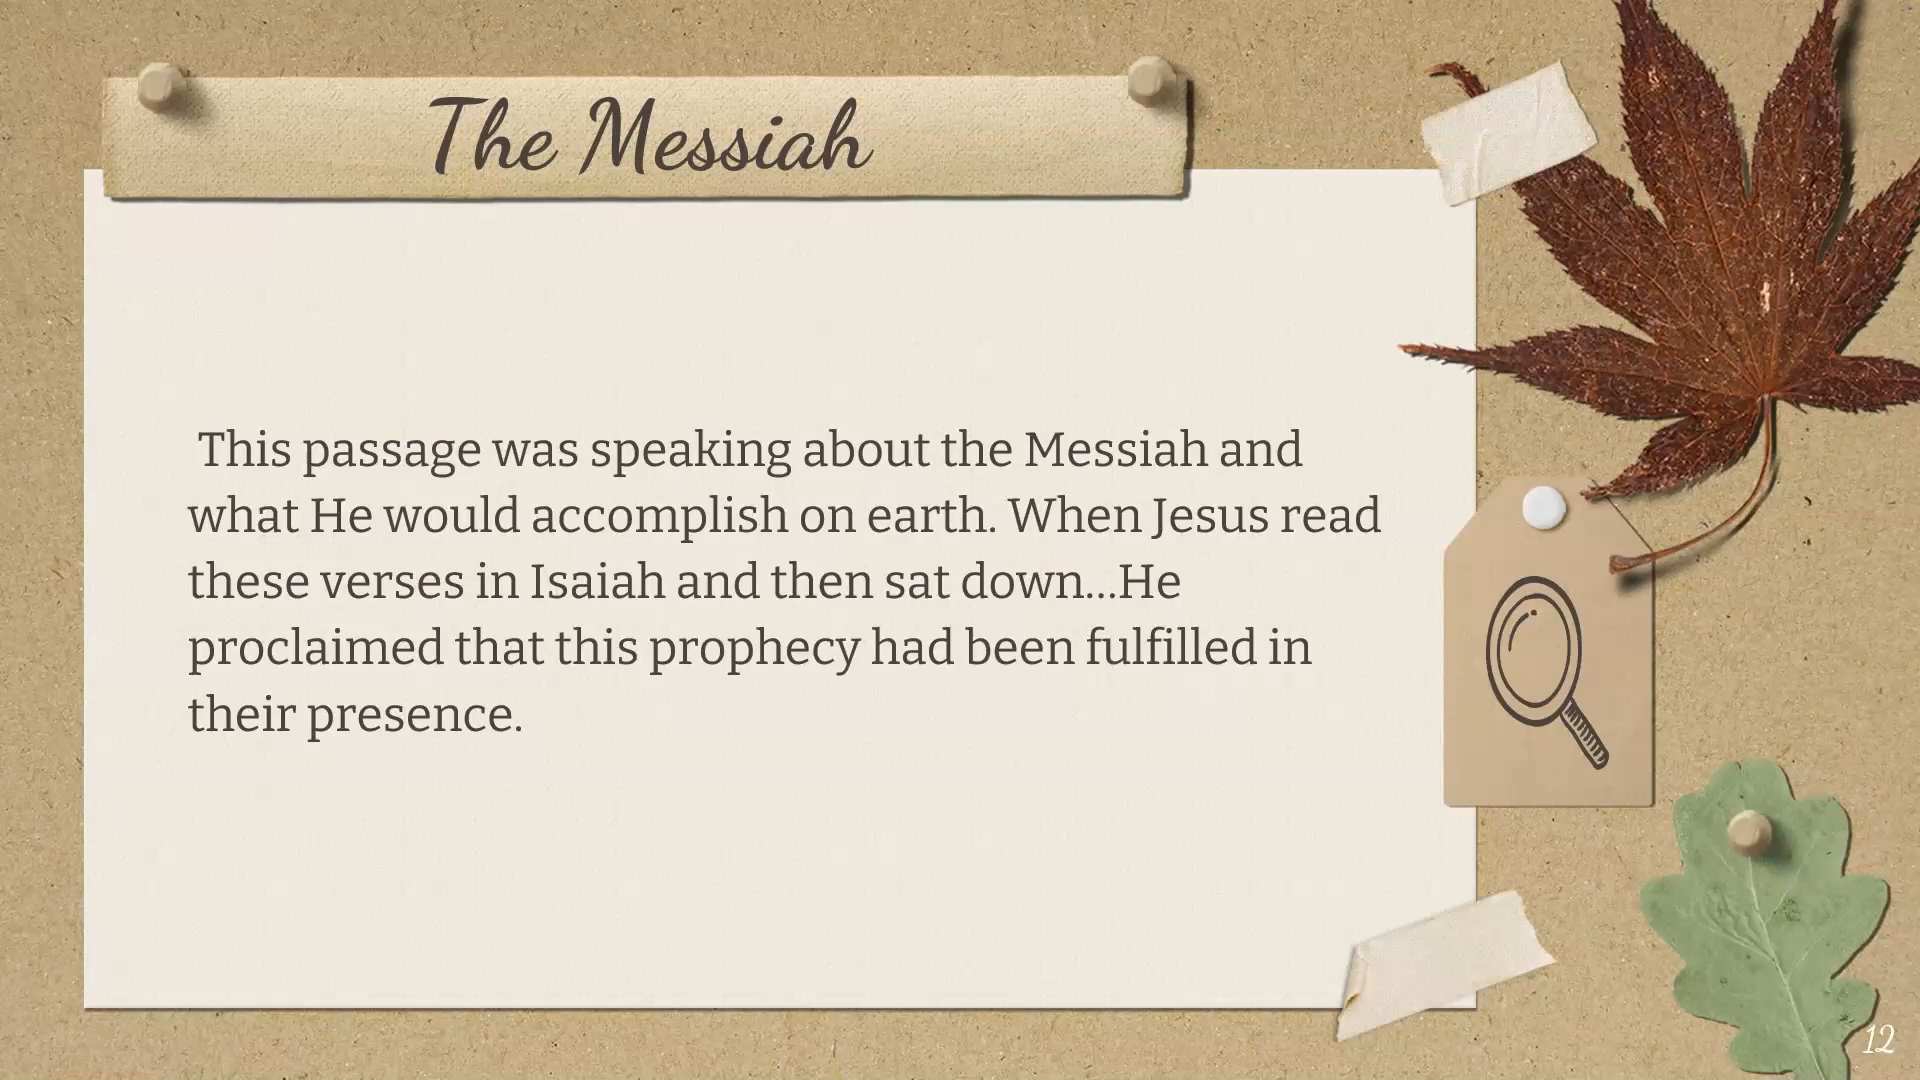 The Messiah
This passage was speaking about the Messiah and
what He would accomplish on earth. When Jesus read
these verses in Isaiah and then sat down...He
proclaimed that this prophecy had been fulfilled in
their presence.
12